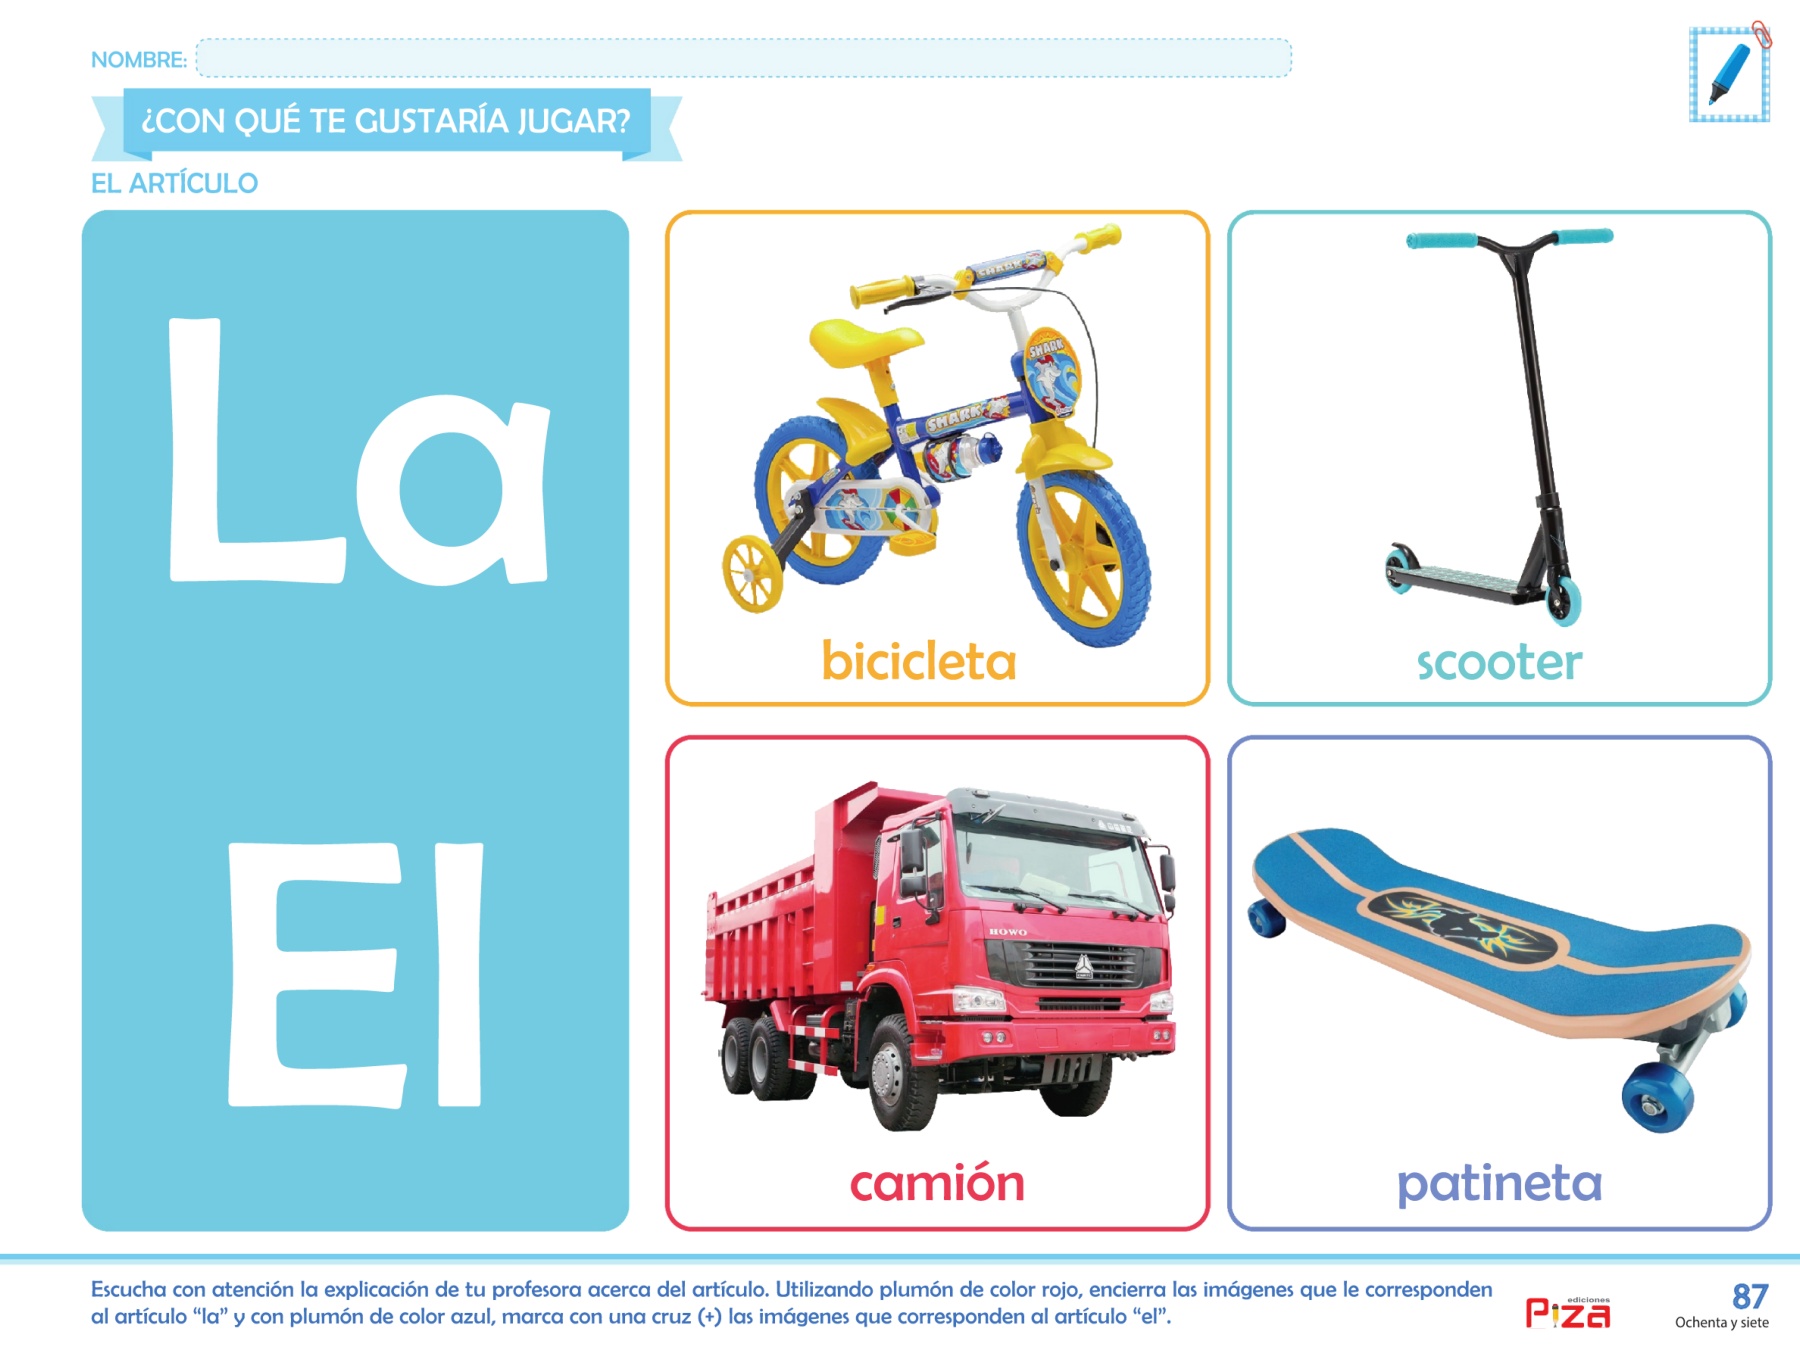 NOMBRE:
¿CON QUÉ TE GUSTARÍA JUGAR?
EL ARTÍCULO
La
El
SHARK
SHARK
SHARK
bicicleta
scooter
HOWO
camión
patineta
Escucha con atención la explicación de tu profesora acerca del artículo. Utilizando plumón de color rojo, encierra las imágenes que le corresponden
al artículo “la” y con plumón de color azul, marca con una cruz (+) las imágenes que corresponden al artículo “el”.
ediciones
Piza
87
Ochenta y siete